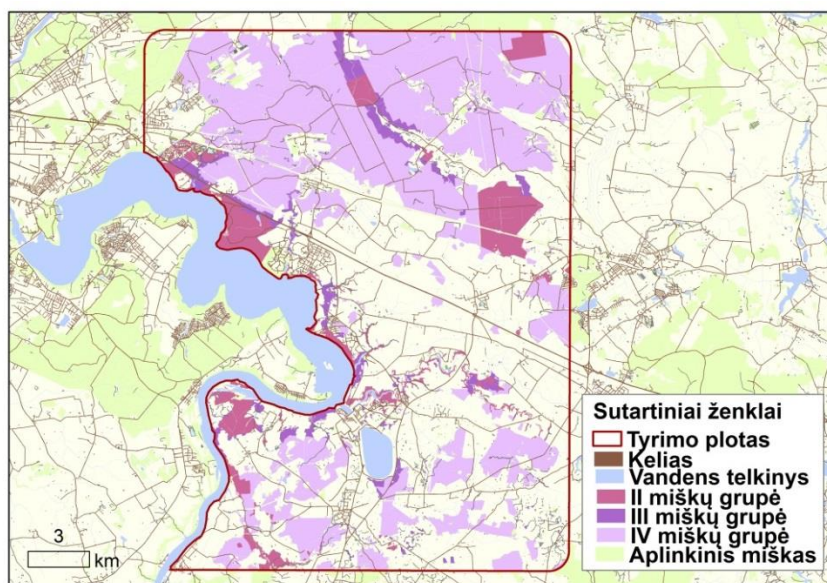 Sutartiniai ženklai
Tyrimo plotas
Kelias
Vandens telkinys
II miškų grupė
III miškų grupė
IV miškų grupė
Aplinkinis miškas
3
km